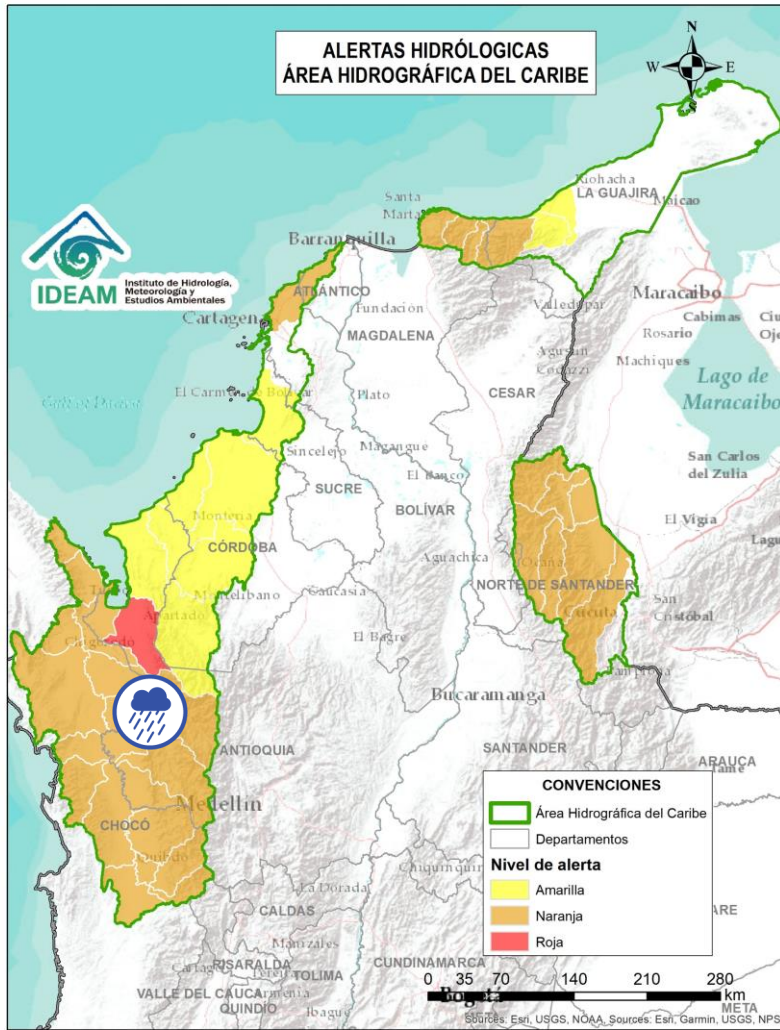 ALERTAS HIDRÓLOGICAS
ÁREA HIDROGRÁFICA DEL CARIBE
N
W
E
S
Riohacha
LA GUAJIRA
Maicao
Santa
Marta
Barranquilla
IDEAM
Instituto de Hidrología,
Meteorología y
Estudios Ambientales
ATLÁNTICO
Cartagena
Fundación
Valledupar
Maracaibo
MAGDALENA
Cabimas
Rosario
Machiques
CESAR
Lago de
Maracaibo
El Carmen de Bolívar
Plato
Sincelejo
Magangue
SUCRE
El Banco
San Carlos
del Zulia
BOLÍVAR
Montería
El Vigía
CÓRDOBA
Aguachica
Ocaña
NORTE DE SANTANDER
Montelibano
Caucasia
San
Cristóbal
Apartado
Cúcuta
El Bagre
Bucaramanga
ANTIOQUIA
SANTANDER
ARAUCA
Medellín
CHOCÓ
Quibdó
CONVENCIONES
Área Hidrográfica del Caribe
Departamentos
Nivel de alerta
Amarilla
Naranja
Roja
La Dorada
CALDAS
Manizales
RISARALDA
TOLIMA
CUNDINAMARCA
VALLE DEL CAUCA
Armenia
QUINDÍO
Ibague
Bogotá
META
0 35 70 140 210 280
km
Sources: Esri, USGS, NOAA, Sources: Esri, Garmin, USGS, NPS